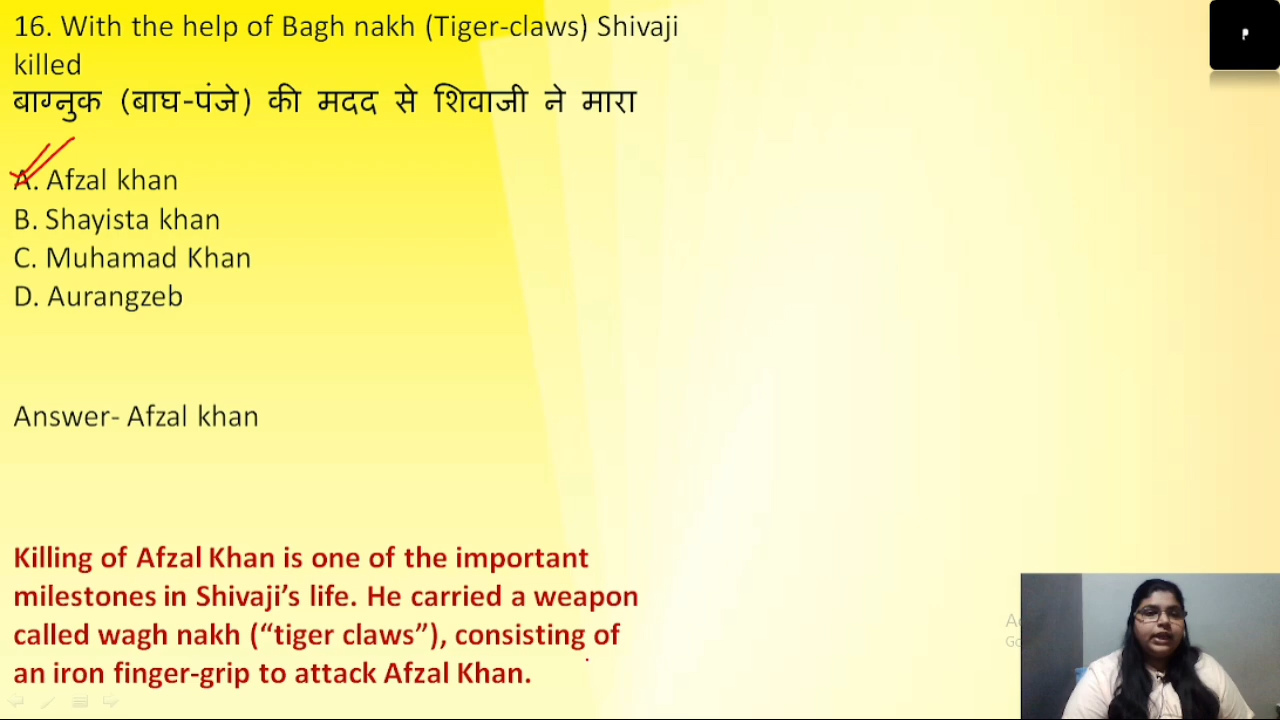 16. With the help of Bagh nakh (Tiger-claws) Shivaji
killed
बाग्नुक (बाघ-पंजे) की मदद से शिवाजी ने मारा
A. Afzal khan
B. Shayista khan
C. Muhamad Khan
D. Aurangzeb
Answer- Afzal khan
Killing of Afzal Khan is one of the important
milestones in Shivaji’s life. He carried a weapon
called wagh nakh (“tiger claws”), consisting of
an iron finger-grip to attack Afzal Khan.